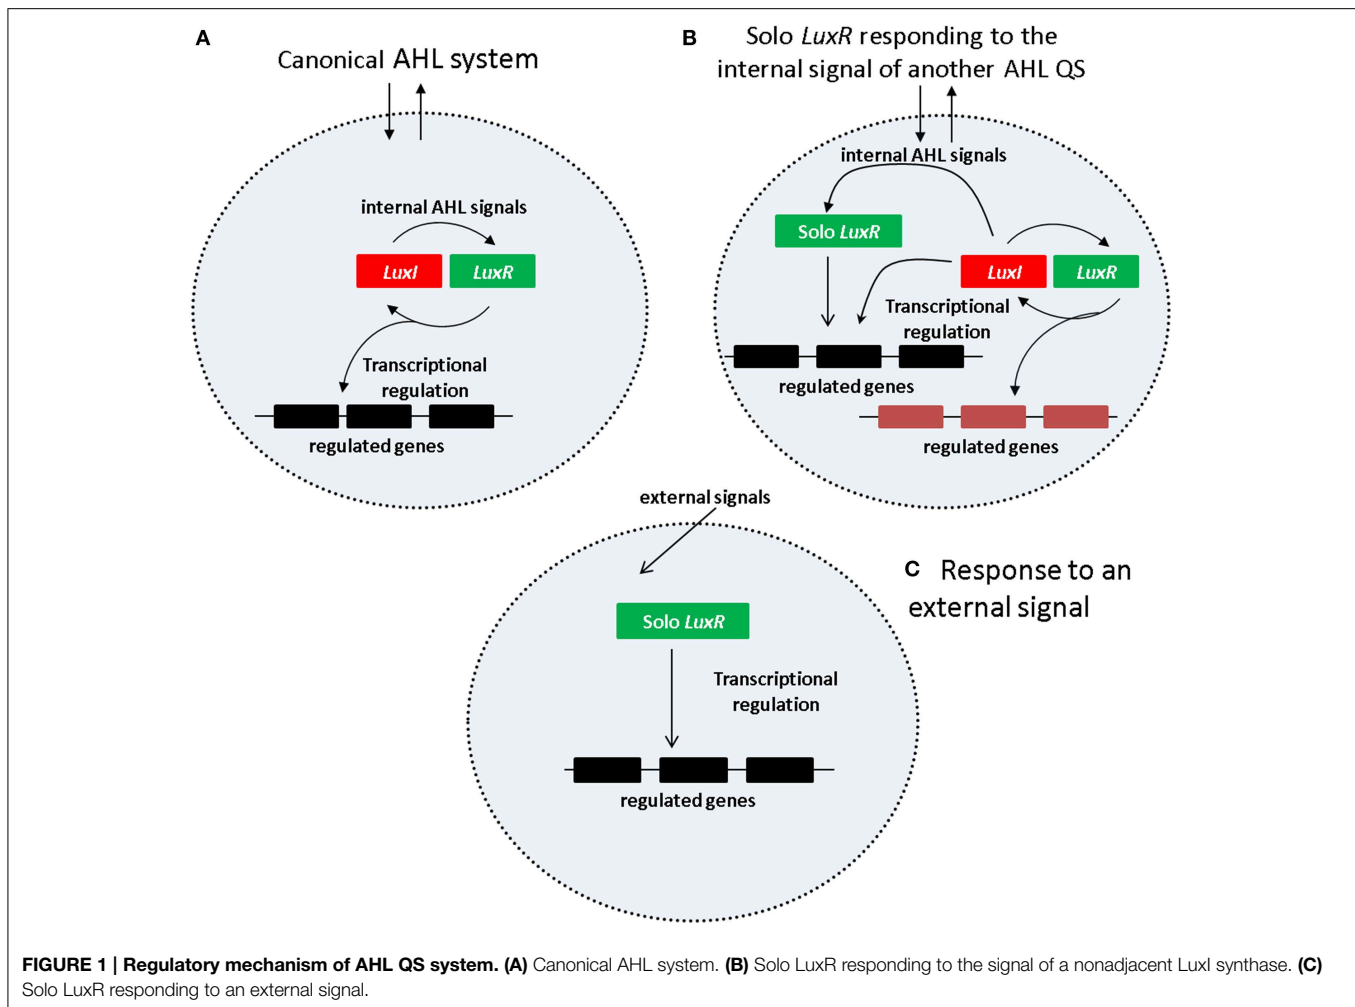 A
Canonical AHL system
internal AHL signals
LuxI
LuxR
Transcriptional
regulation
regulated genes
B
Solo LuxR responding to the
internal signal of another AHL QS
internal AHL signals
Solo LuxR
LuxI
LuxR
Transcriptional
regulation
regulated genes
regulated genes
external signals
C Response to an
external signal
Solo LuxR
Transcriptional
regulation
regulated genes
FIGURE 1 | Regulatory mechanism of AHL QS system. (A) Canonical AHL system. (B) Solo LuxR responding to the signal of a nonadjacent LuxI synthase. (C)
Solo LuxR responding to an external signal.